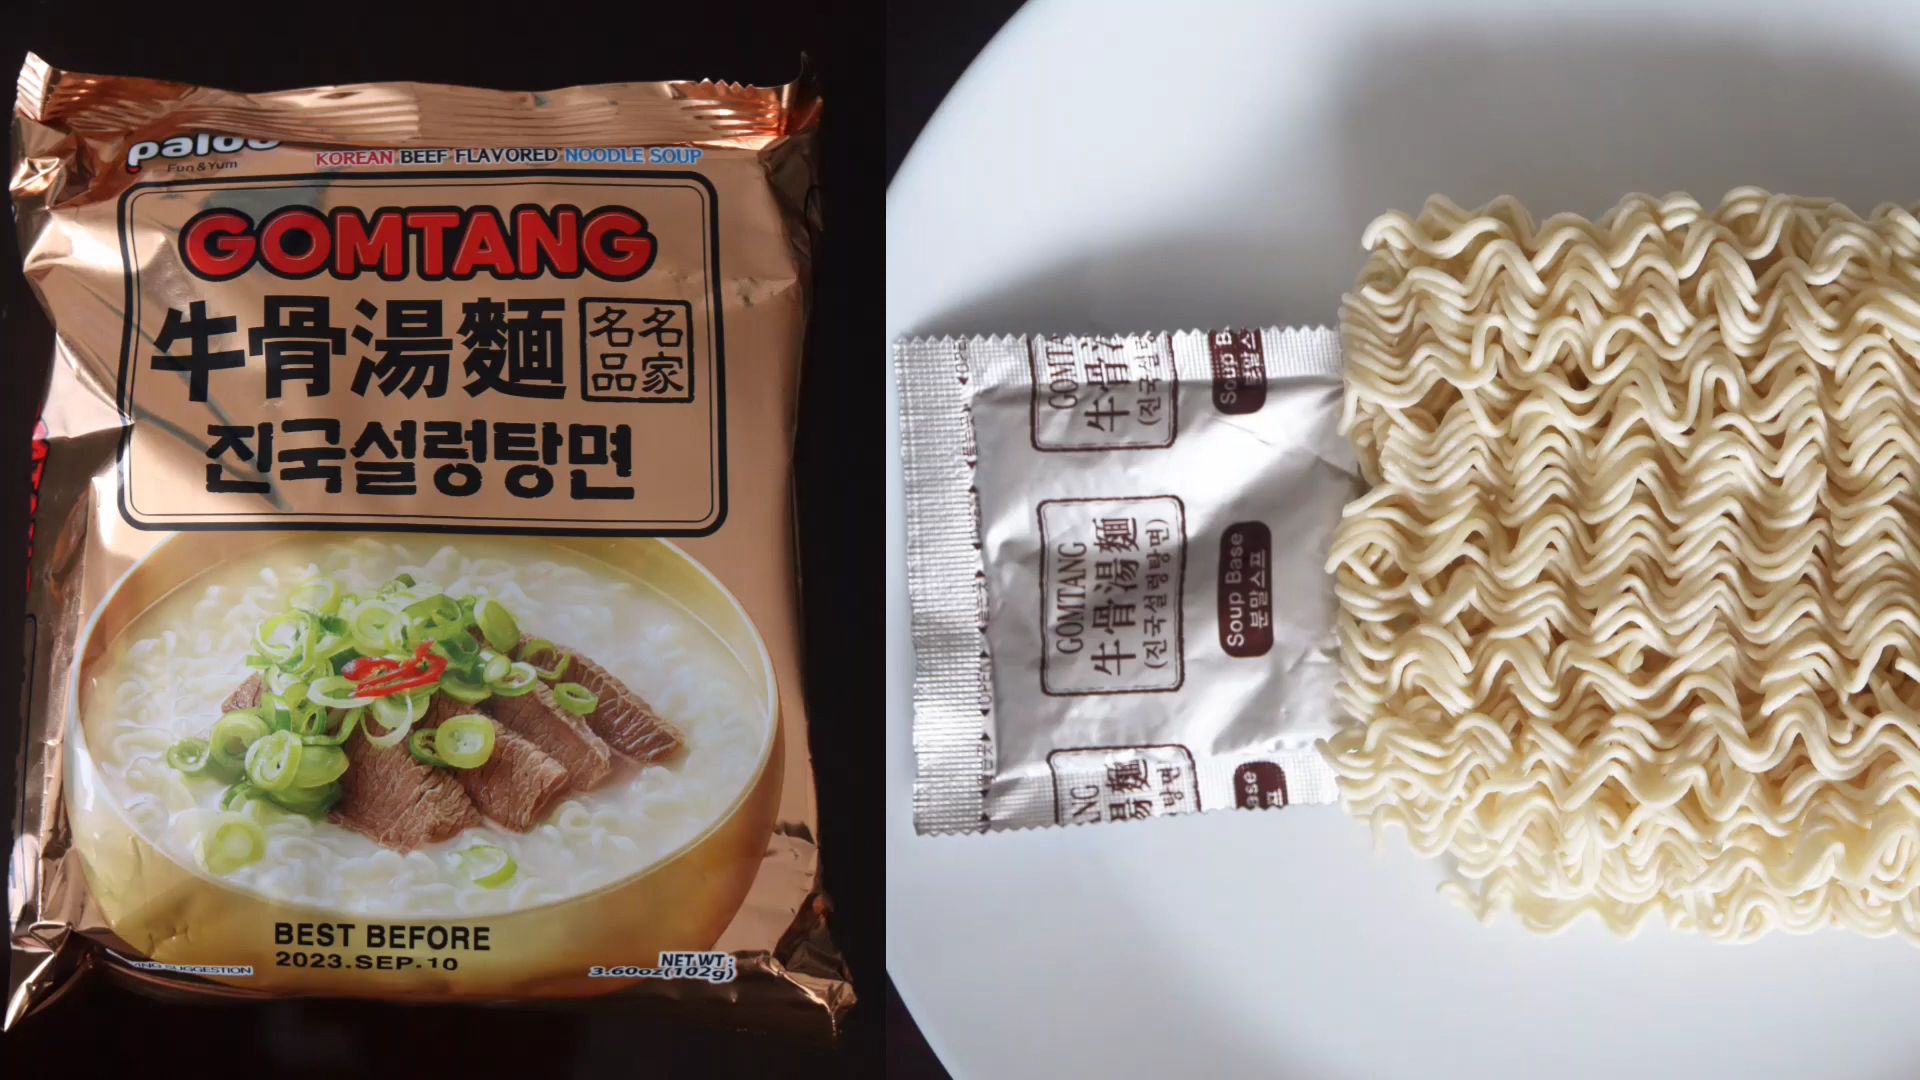 Fun & Yum
KOREAN BEEF FLAVORED NOODLE SOUP
GOMTANG
牛骨湯麵
名家
名品
진국설렁탕면
BEST BEFORE
2023.SEP.10
SUGGESTION
NET.WT.:
3.60oz(102g)
GOMTANG
牛骨湯麵
(진국설렁탕면)
Soup Base
분말스프